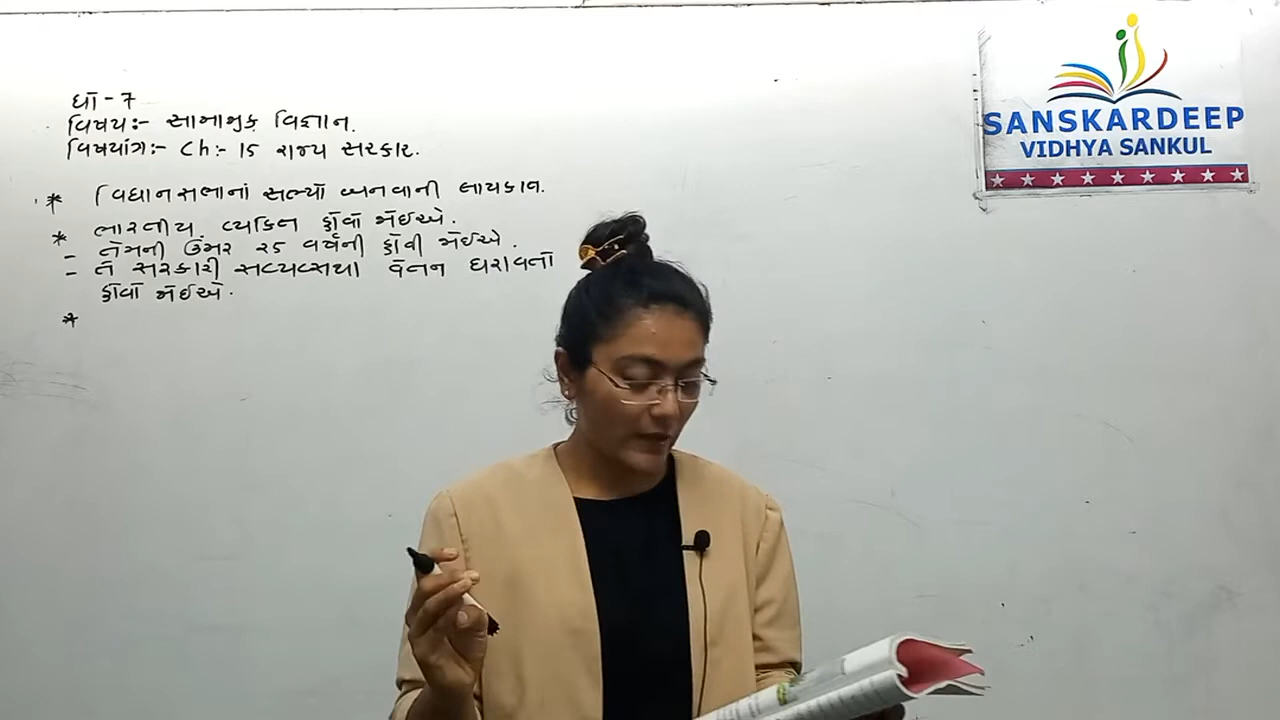 ધો - 7
વિષય:- સામાજીક વિજ્ઞાન.
વિષયાંગ:- Ch:- 15 રાજ્ય સરકાર.
* વિધાનસભાનાં સભ્યો બનવાની લાયકાત.
* ભારતીય વ્યકિત હોવો જોઈએ.
- તેમની ઉંમર ૨૫ વર્ષની હોવી જોઈએ.
- તે સરકારી વેતન ધરાવતો
હોવો જોઈએ.
*
SANSKARDEEP
VIDHYA SANKUL